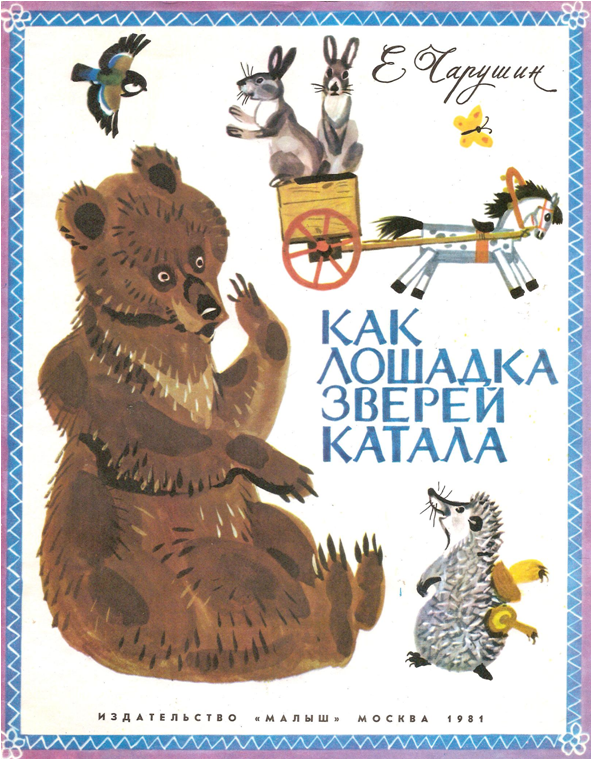 Е Чарушин
КАК
ЛОШАДКА
ЗВЕРЕЙ
КАТАЛА
ИЗДАТЕЛЬСТВО «МАЛЫШ» МОСКВА 1981